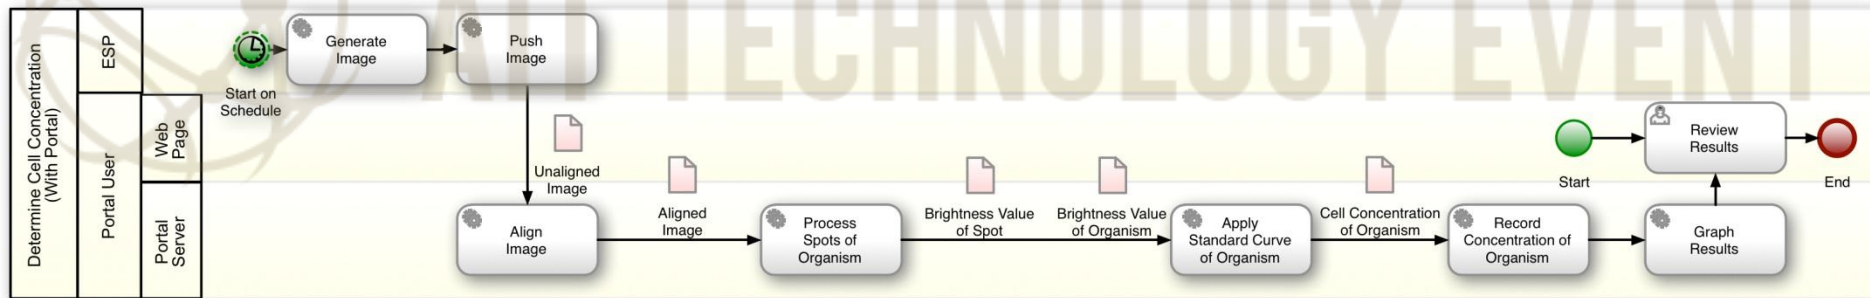 AIT TECHNOLOGY EVENT
Determine Cell Concentration
(With Portal)
ESP
Portal User
Web
Page
Portal
Server
Start on
Schedule
Generate
Image
Push
Image
Unaligned
Image
Align
Image
Aligned
Image
Process
Spots of
Organism
Brightness Value
of Spot
Brightness Value
of Organism
Apply
Standard Curve
of Organism
Cell Concentration
of Organism
Record
Concentration of
Organism
Graph
Results
Start
Review
Results
End